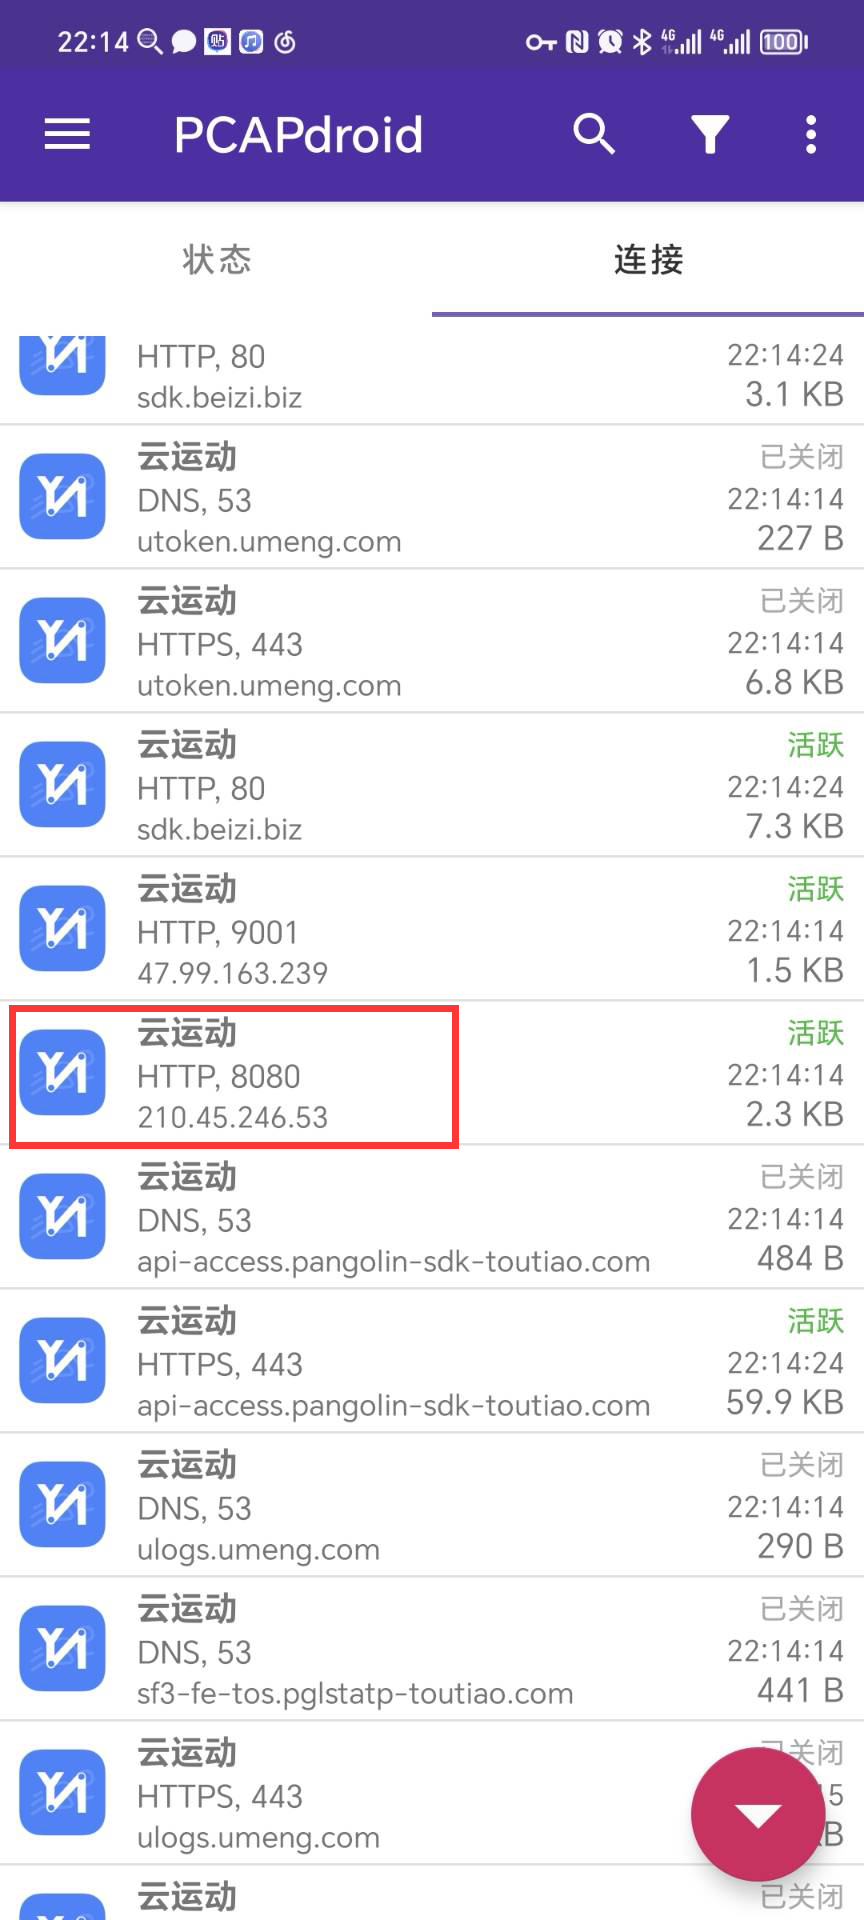 22:14
4G 4G 100
PCAPdroid
状态 连接
HTTP, 80 22:14:24
sdk.beizi.biz 3.1 KB
云运动 已关闭
DNS, 53 22:14:14
utoken.umeng.com 227 B
云运动 已关闭
HTTPS, 443 22:14:14
utoken.umeng.com 6.8 KB
云运动 活跃
HTTP, 80 22:14:24
sdk.beizi.biz 7.3 KB
云运动 活跃
HTTP, 9001 22:14:14
47.99.163.239 1.5 KB
云运动 活跃
HTTP, 8080 22:14:14
210.45.246.53 2.3 KB
云运动 已关闭
DNS, 53 22:14:14
api-access.pangolin-sdk-toutiao.com 484 B
云运动 活跃
HTTPS, 443 22:14:24
api-access.pangolin-sdk-toutiao.com 59.9 KB
云运动 已关闭
DNS, 53 22:14:14
ulogs.umeng.com 290 B
云运动 已关闭
DNS, 53 22:14:14
sf3-fe-tos.pglstatp-toutiao.com 441 B
云运动 已关闭
HTTPS, 443 15
ulogs.umeng.com B
云运动 已关闭